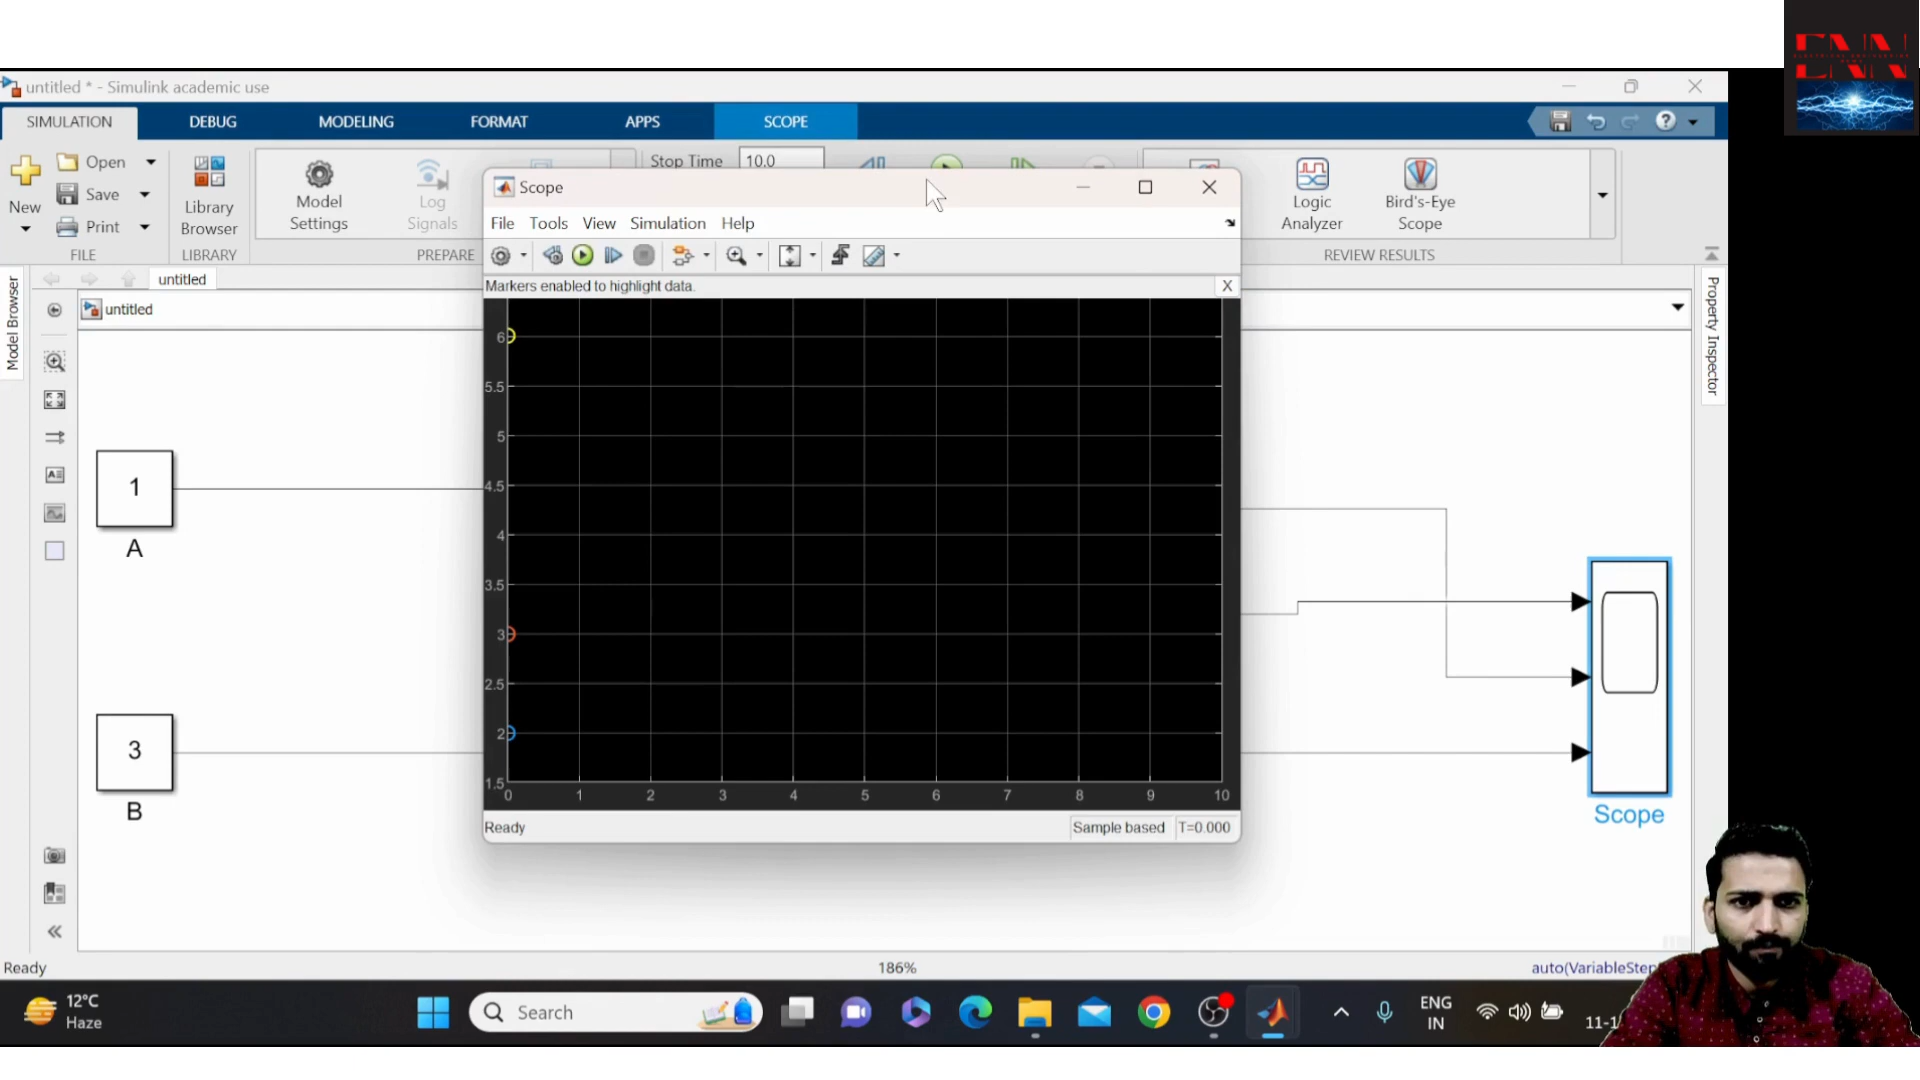 ENN
untitled * - Simulink academic use
SIMULATION DEBUG MODELING FORMAT APPS SCOPE
New
Open
Save
Print
FILE
Library
Browser
LIBRARY
Model
Settings
Log
Signals
PREPARE
Stop Time 10.0
Logic
Analyzer
Bird's-Eye
Scope
REVIEW RESULTS
Model Browser
untitled
untitled
Property Inspector
1
A
3
B
Scope
File Tools View Simulation Help
Markers enabled to highlight data. X
6
5.5
5
4.5
4
3.5
3
2.5
2
1.5
0 1 2 3 4 5 6 7 8 9 10
Ready Sample based T=0.000
Scope
Ready 186% auto(VariableStep
12°C
Haze
Search
ENG
IN
11-1